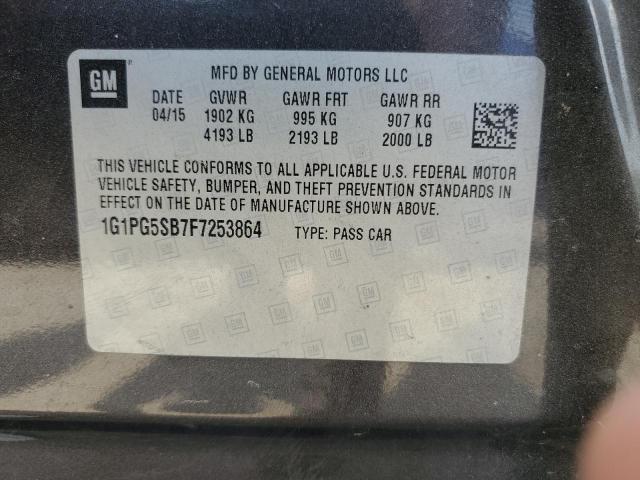 GM
MFD BY GENERAL MOTORS LLC
DATE GVWR GAWR FRT GAWR RR
04/15 1902 KG 995 KG 907 KG
4193 LB 2193 LB 2000 LB
THIS VEHICLE CONFORMS TO ALL APPLICABLE U.S. FEDERAL MOTOR
VEHICLE SAFETY, BUMPER, AND THEFT PREVENTION STANDARDS IN
EFFECT ON THE DATE OF MANUFACTURE SHOWN ABOVE.
1G1PG5SB7F7253864 TYPE: PASS CAR